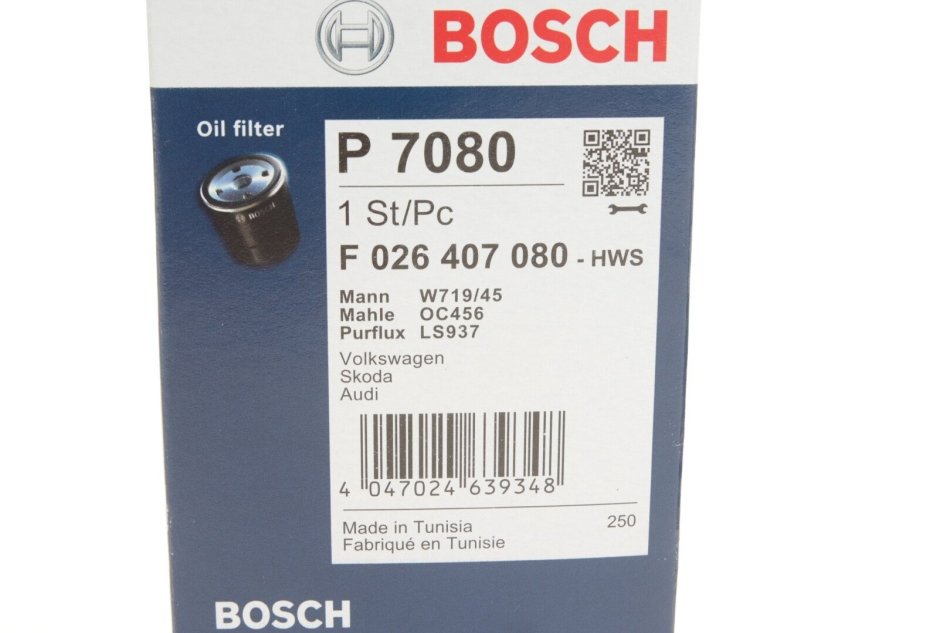 BOSCH
Oil filter
BOSCH
P 7080
1 St/Pc
F 026 407 080 - HWS
Mann W719/45
Mahle OC456
Purflux LS937
Volkswagen
Skoda
Audi
4 047024 639348
Made in Tunisia 250
Fabriqué en Tunisie
BOSCH